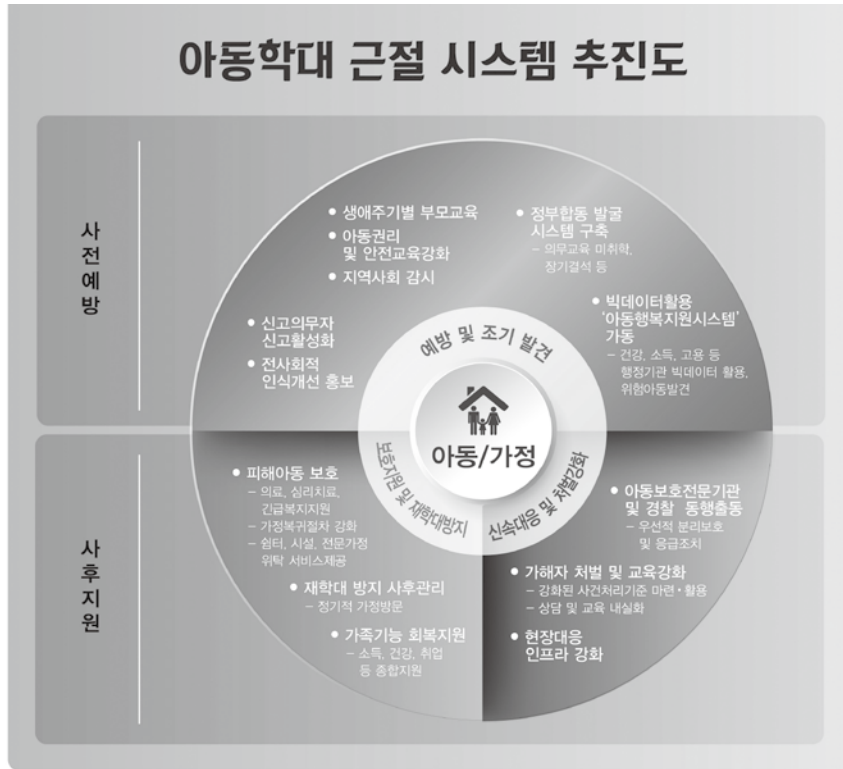 아동학대 근절 시스템 추진도
사전예방
• 생애주기별 부모교육
• 아동권리
및 안전교육강화
• 지역사회 감시
• 신고의무자
신고활성화
• 전사회적
인식개선 홍보
• 정부합동 발굴
시스템 구축
– 의무교육 미취학,
장기결석 등
• 빅데이터활용
'아동행복지원시스템'
가동
– 건강, 소득, 고용 등
행정기관 빅데이터 활용,
위험아동발견
예방 및 조기 발견
아동/가정
보호지원 및 재학대방지
신속대응 및 처벌강화
사후지원
• 피해아동 보호
– 의료, 심리치료,
긴급복지지원
– 가정복귀절차 강화
– 쉼터, 시설, 전문가정
위탁 서비스제공
• 재학대 방지 사후관리
– 정기적 가정방문
• 가족기능 회복지원
– 소득, 건강, 취업
등 종합지원
• 아동보호전문기관
및 경찰 동행출동
– 우선적 분리보호
및 응급조치
• 가해자 처벌 및 교육강화
– 강화된 사건처리기준 마련·활용
– 상담 및 교육 내실화
• 현장대응
인프라 강화